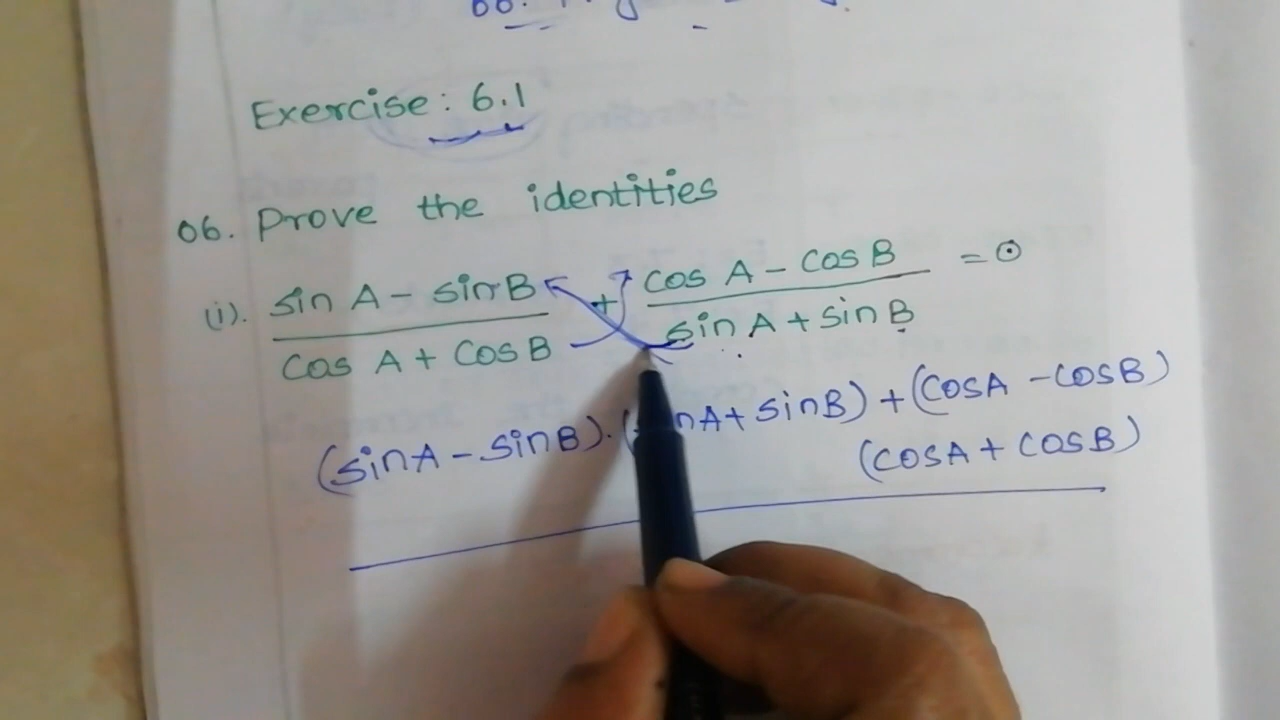 Exercise: 6.1
06. Prove the identities
(i). sin A - sin B / cos A + cos B + cos A - cos B / sin A + sin B = 0
(sinA - sinB). ( nA + sinB) + (cosA - cosB)
(cosA + cosB)